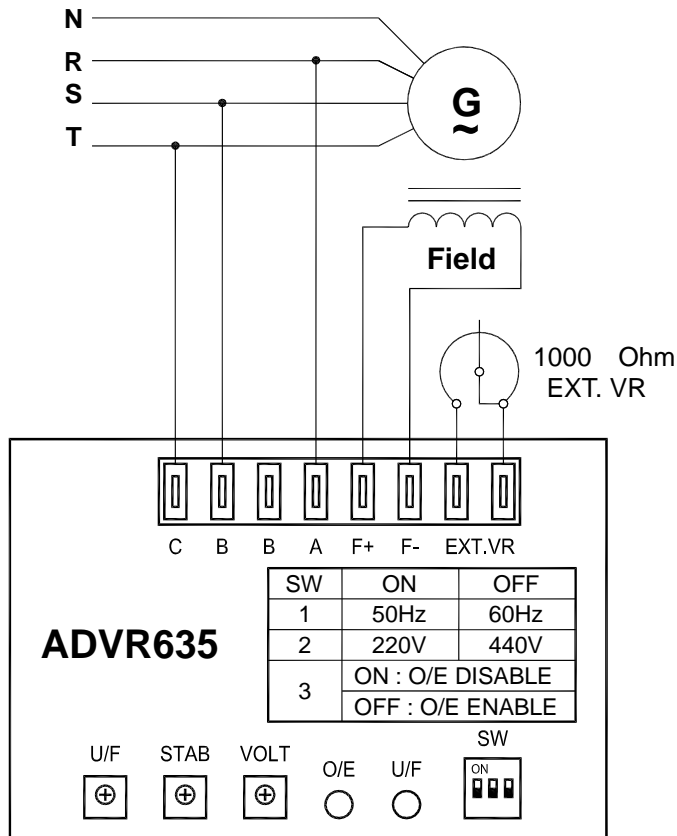 N
R
S
T
G
~
Field
1000 Ohm
EXT. VR
C B B A F+ F- EXT.VR
SW ON OFF
1 50Hz 60Hz
2 220V 440V
3 ON : O/E DISABLE
OFF : O/E ENABLE
ADVR635
U/F STAB VOLT O/E U/F SW
ON